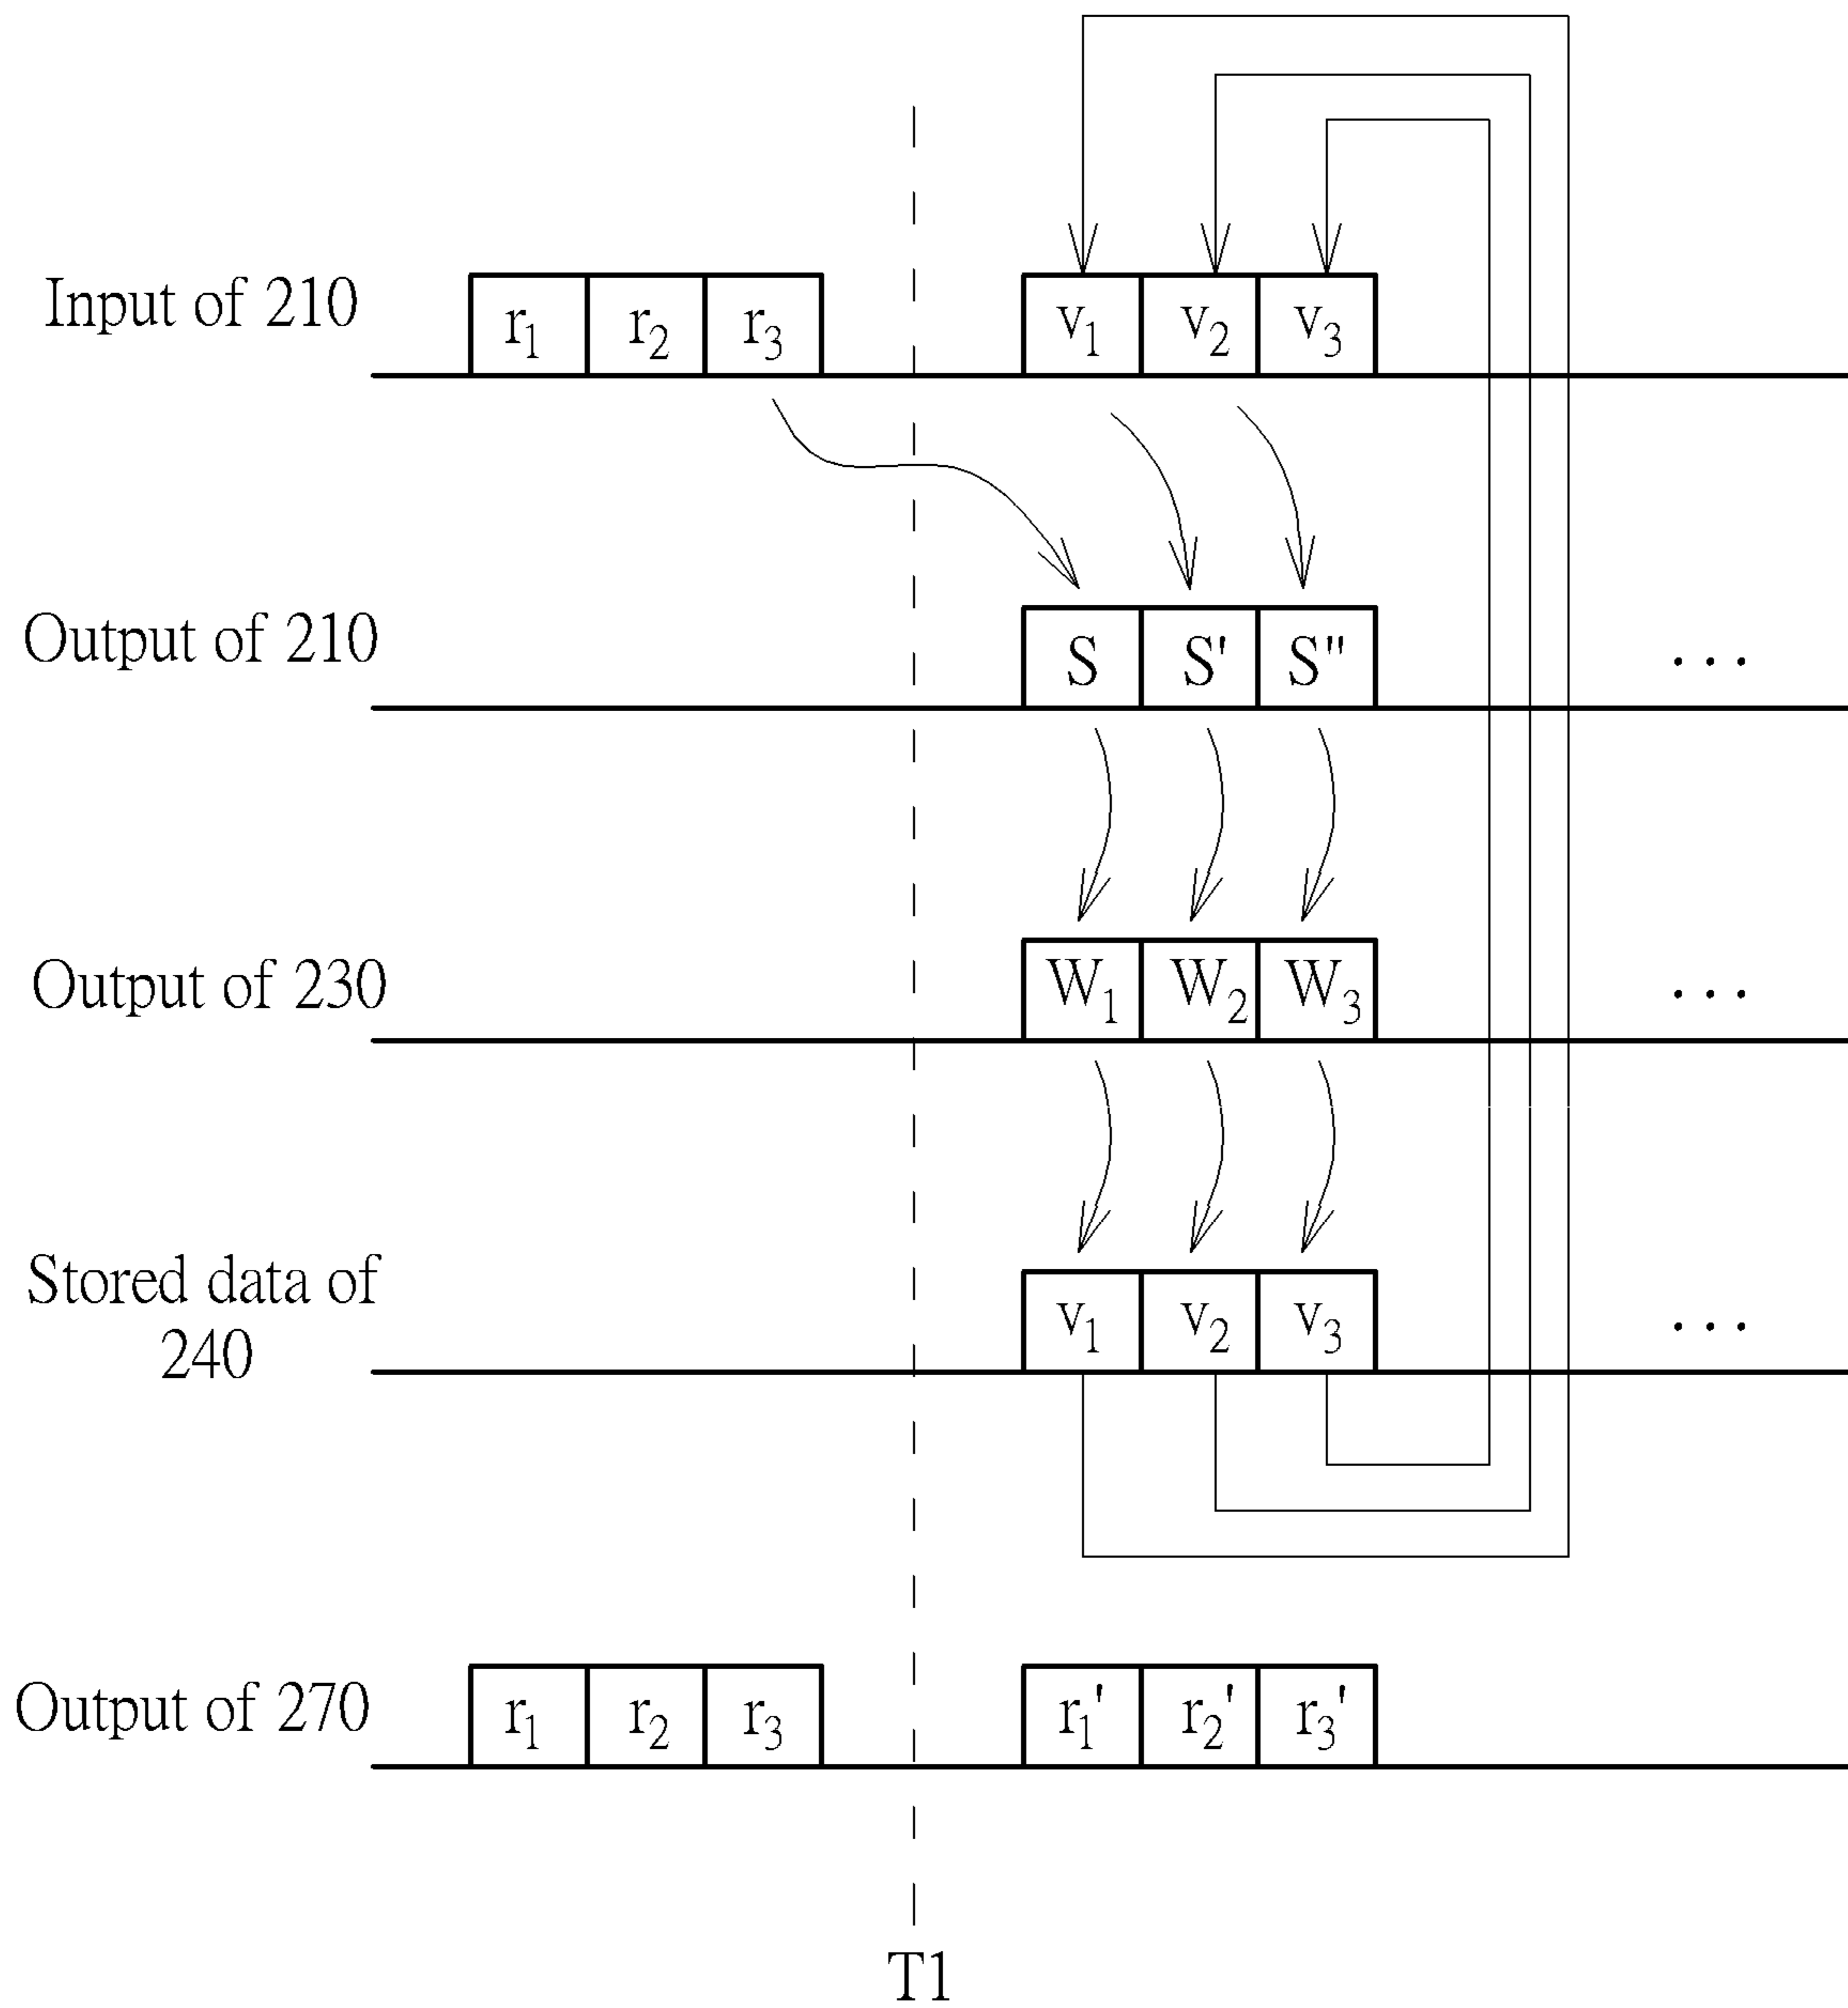 Input of 210 r₁ r₂ r₃ v₁ v₂ v₃
Output of 210 S S' S" ...
Output of 230 W₁ W₂ W₃ ...
Stored data of
240 v₁ v₂ v₃ ...
Output of 270 r₁ r₂ r₃ r₁' r₂' r₃'
T1